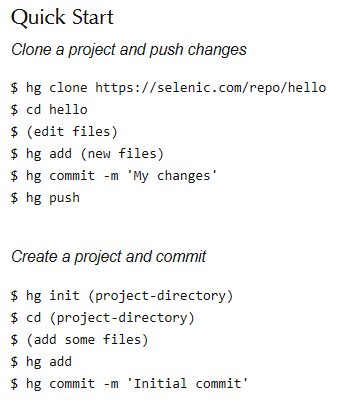 Quick Start
Clone a project and push changes
$ hg clone https://selenic.com/repo/hello
$ cd hello
$ (edit files)
$ hg add (new files)
$ hg commit -m 'My changes'
$ hg push
Create a project and commit
$ hg init (project-directory)
$ cd (project-directory)
$ (add some files)
$ hg add
$ hg commit -m 'Initial commit'